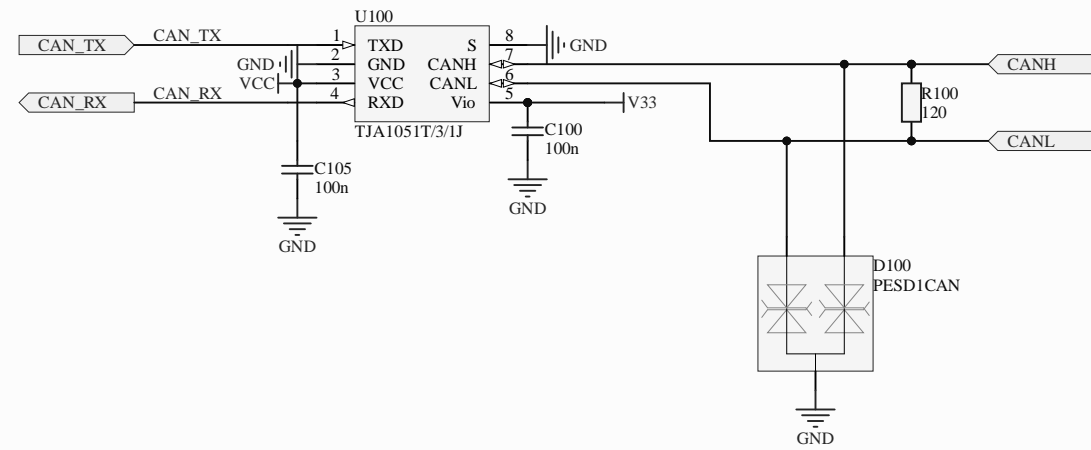 U100
CAN_TX
CAN_TX
1
TXD
S
8
GND
GND
2
GND
CANH
7
CANH
VCC
3
VCC
CANL
6
CAN_RX
CAN_RX
4
RXD
Vio
5
V33
TJA1051T/3/1J
R100
120
C100
100n
CANL
C105
100n
GND
GND
D100
PESD1CAN
GND